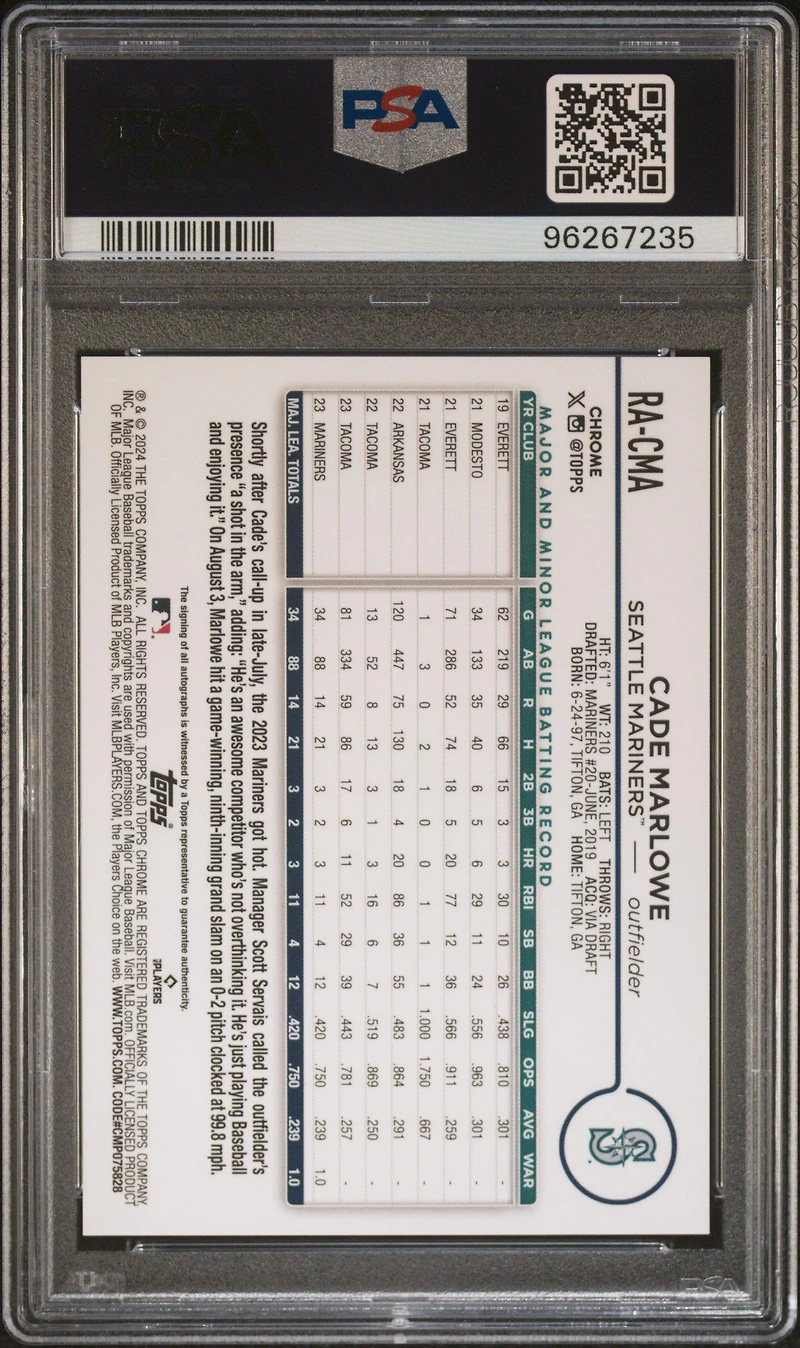 PSA
96267235
RA-CMA
CADE MARLOWE
SEATTLE MARINERS™ — outfielder
HT: 6'1" WT: 210 BATS: LEFT THROWS: RIGHT
DRAFTED: MARINERS #20-JUNE, 2019 ACQ: VIA DRAFT
BORN: 6-24-97, TIFTON, GA HOME: TIFTON, GA
CHROME
@TOPPS
MAJOR AND MINOR LEAGUE BATTING RECORD
YR CLUB G AB R H 2B 3B HR RBI SB BB SLG OPS AVG WAR
19 EVERETT 62 219 29 66 15 3 3 30 10 26 .438 .810 .301 -
21 MODESTO 34 133 35 40 6 5 6 29 11 24 .556 .963 .301 -
21 EVERETT 71 286 52 74 18 5 20 77 12 36 .566 .911 .259 -
21 TACOMA 1 3 0 2 1 0 0 1 1 1 1.000 1.750 .667 -
22 ARKANSAS 120 447 75 130 18 4 20 86 36 55 .483 .864 .291 -
22 TACOMA 13 52 8 13 3 1 3 16 6 7 .519 .869 .250 -
23 TACOMA 81 334 59 86 17 6 11 52 29 39 .443 .781 .257 -
23 MARINERS 34 88 14 21 3 2 3 11 4 12 .420 .750 .239 1.0
MAJ. LEA. TOTALS 34 88 14 21 3 2 3 11 4 12 .420 .750 .239 1.0
Shortly after Cade's call-up in late-July, the 2023 Mariners got hot. Manager Scott Servais called the outfielder's
presence "a shot in the arm," adding: "He's an awesome competitor who's not overthinking it. He's just playing Baseball
and enjoying it." On August 3, Marlowe hit a game-winning, ninth-inning grand slam on an 0-2 pitch clocked at 99.8 mph.
The signing of all autographs is witnessed by a Topps representative to guarantee authenticity.
topps®
PLAYERS
® & © 2024 THE TOPPS COMPANY, INC. ALL RIGHTS RESERVED. TOPPS AND TOPPS CHROME ARE REGISTERED TRADEMARKS OF THE TOPPS COMPANY,
INC. Major League Baseball trademarks and copyrights are used with permission of Major League Baseball. Visit MLB.com. OFFICIALLY LICENSED PRODUCT
OF MLB. Officially Licensed Product of MLB Players, Inc. Visit MLBPLAYERS.COM, the Players Choice on the web. WWW.TOPPS.COM. CODE#CMP075828